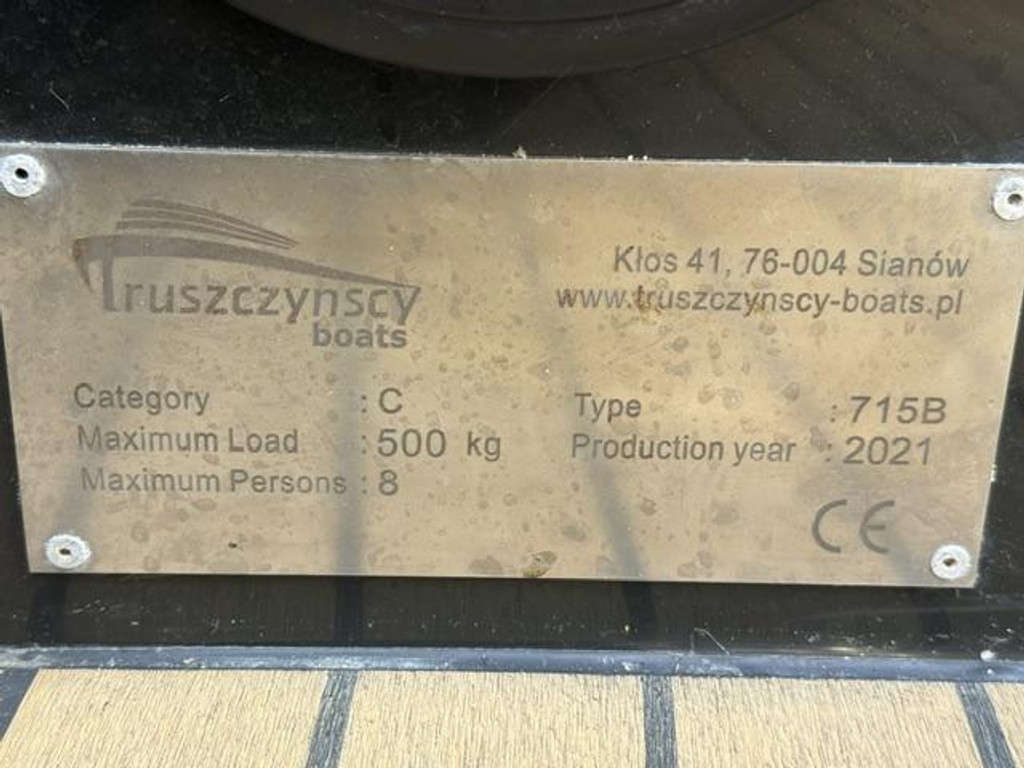 Truszczynscy
boats
Kłos 41, 76-004 Sianów
www.truszczynscy-boats.pl
Category : C
Maximum Load : 500 kg
Maximum Persons : 8
Type : 715B
Production year : 2021
CE